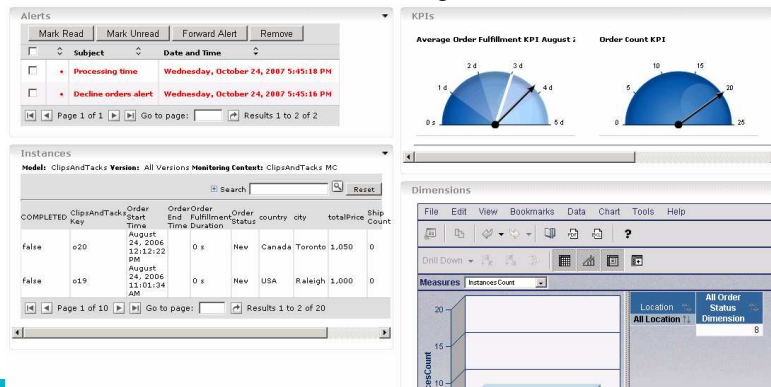 Alerts
Mark Read Mark Unread Forward Alert Remove
Subject Date and Time
Processing time Wednesday, October 24, 2007 5:45:18 PM
Decline orders alert Wednesday, October 24, 2007 5:45:16 PM
Page 1 of 1 Go to page: Results 1 to 2 of 2
Instances
Model: ClipsAndTacks Version: All Versions Monitoring Context: ClipsAndTacks MC
Search Reset
COMPLETED ClipsAndTacks Key Order Start Time Order End Time Order Fulfillment Duration Order Status country city totalPrice Ship Count
false o20 August 24, 2006 12:12:22 PM 0 s New Canada Toronto 1,050 0
false o19 August 24, 2006 11:01:34 AM 0 s New USA Raleigh 1,000 0
Page 1 of 10 Go to page: Results 1 to 2 of 20
KPIs
Average Order Fulfillment KPI August Order Count KPI
0 s 1 d 2 d 3 d 4 d 5 d
0 5 10 15 20 25
Dimensions
File Edit View Bookmarks Data Chart Tools Help
PDF
?
Drill Down
Measures InstancesCount
Location All Order Status Dimension
All Location 8
20
15
10